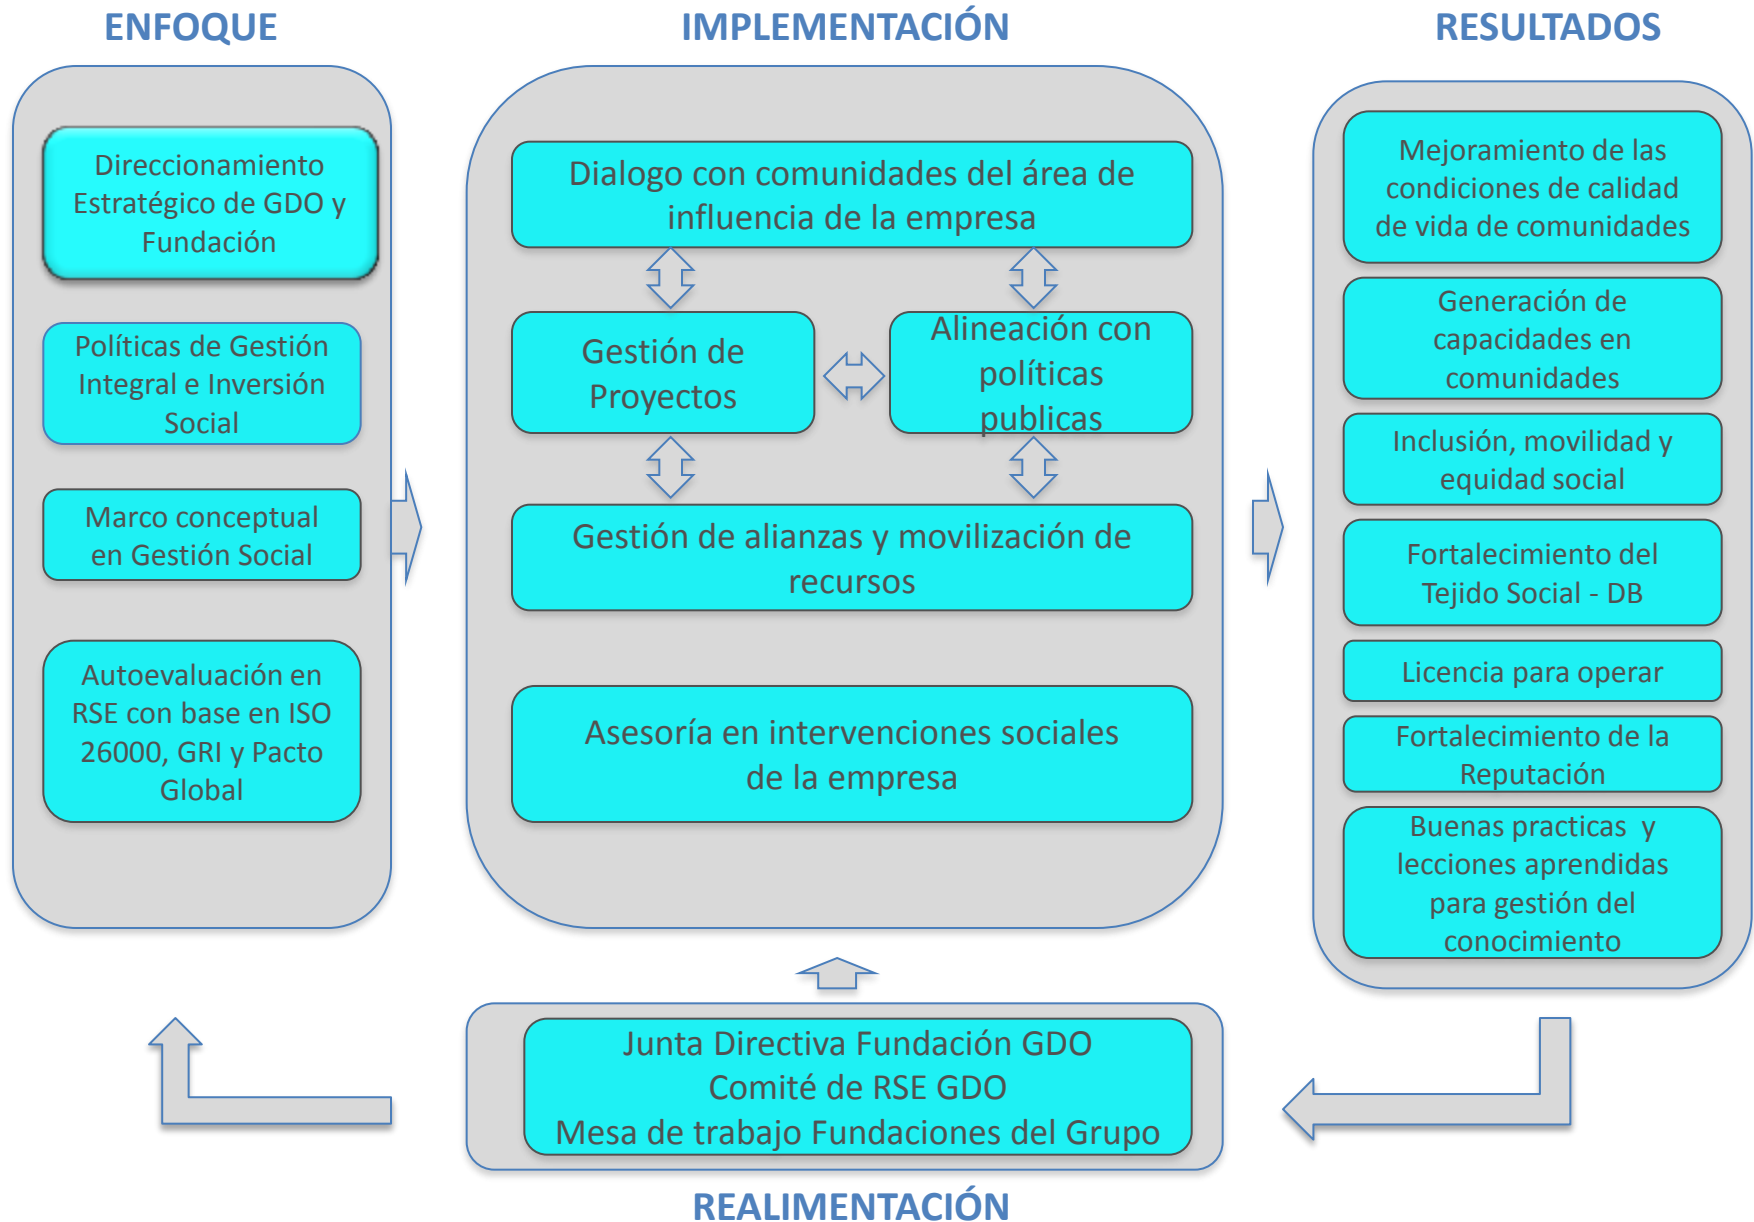 ENFOQUE
Direccionamiento
Estratégico de GDO y
Fundación
Políticas de Gestión
Integral e Inversión
Social
Marco conceptual
en Gestión Social
Autoevaluación en
RSE con base en ISO
26000, GRI y Pacto
Global
IMPLEMENTACIÓN
Dialogo con comunidades del área de
influencia de la empresa
Gestión de
Proyectos
Alineación con
políticas
publicas
Gestión de alianzas y movilización de
recursos
Asesoría en intervenciones sociales
de la empresa
RESULTADOS
Mejoramiento de las
condiciones de calidad
de vida de comunidades
Generación de
capacidades en
comunidades
Inclusión, movilidad y
equidad social
Fortalecimiento del
Tejido Social - DB
Licencia para operar
Fortalecimiento de la
Reputación
Buenas practicas y
lecciones aprendidas
para gestión del
conocimiento
Junta Directiva Fundación GDO
Comité de RSE GDO
Mesa de trabajo Fundaciones del Grupo
REALIMENTACIÓN